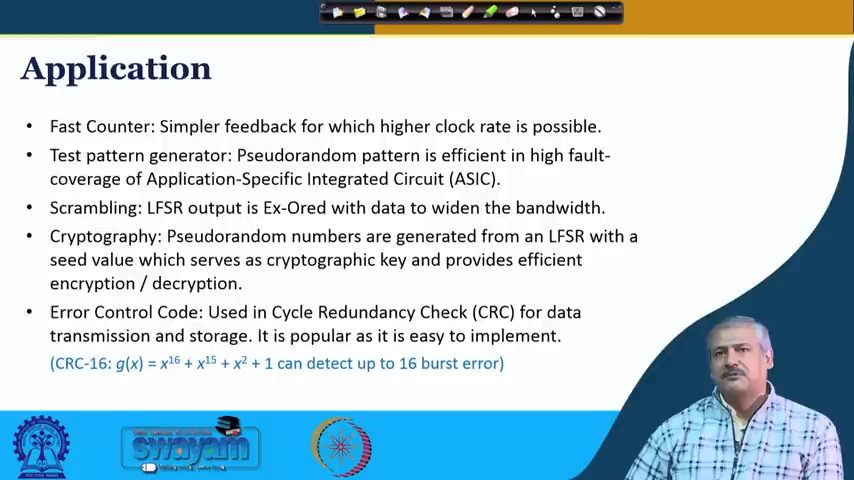 Application
• Fast Counter: Simpler feedback for which higher clock rate is possible.
• Test pattern generator: Pseudorandom pattern is efficient in high fault-
coverage of Application-Specific Integrated Circuit (ASIC).
• Scrambling: LFSR output is Ex-Ored with data to widen the bandwidth.
• Cryptography: Pseudorandom numbers are generated from an LFSR with a
seed value which serves as cryptographic key and provides efficient
encryption / decryption.
• Error Control Code: Used in Cycle Redundancy Check (CRC) for data
transmission and storage. It is popular as it is easy to implement.
(CRC-16: g(x) = x¹⁶ + x¹⁵ + x² + 1 can detect up to 16 burst error)
swayam